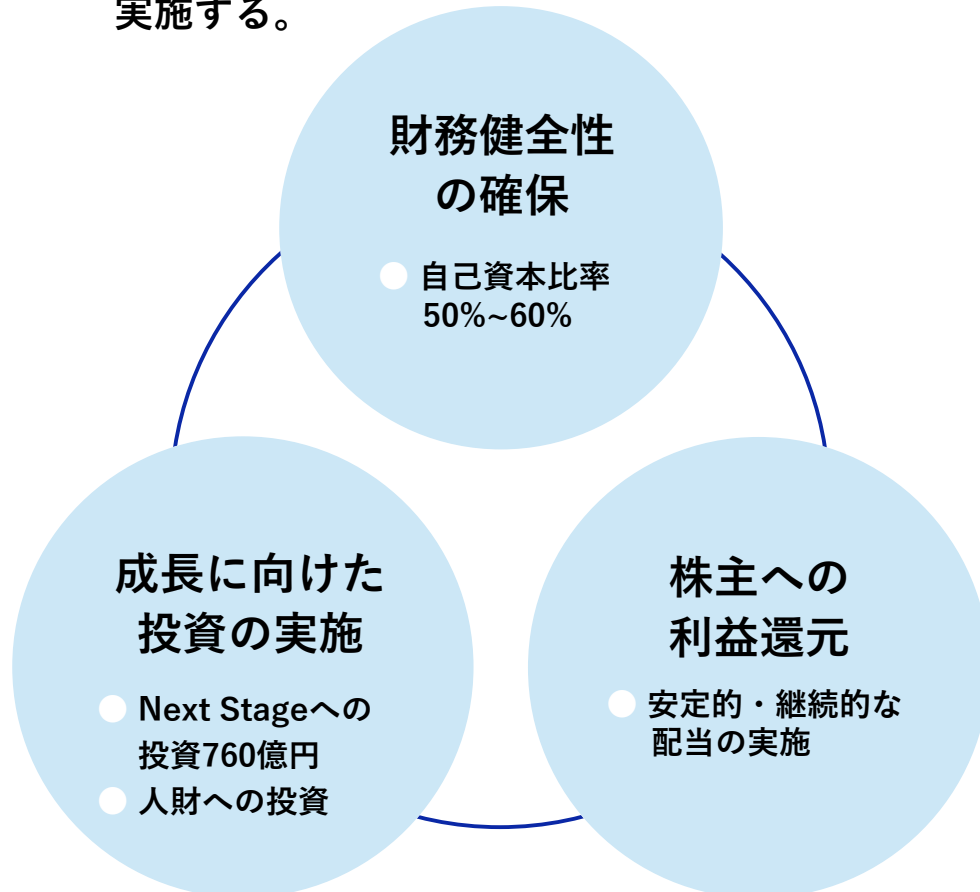 実施する。
財務健全性
の確保
自己資本比率
50%~60%
成長に向けた
投資の実施
Next Stageへの
投資760億円
人財への投資
株主への
利益還元
安定的・継続的な
配当の実施